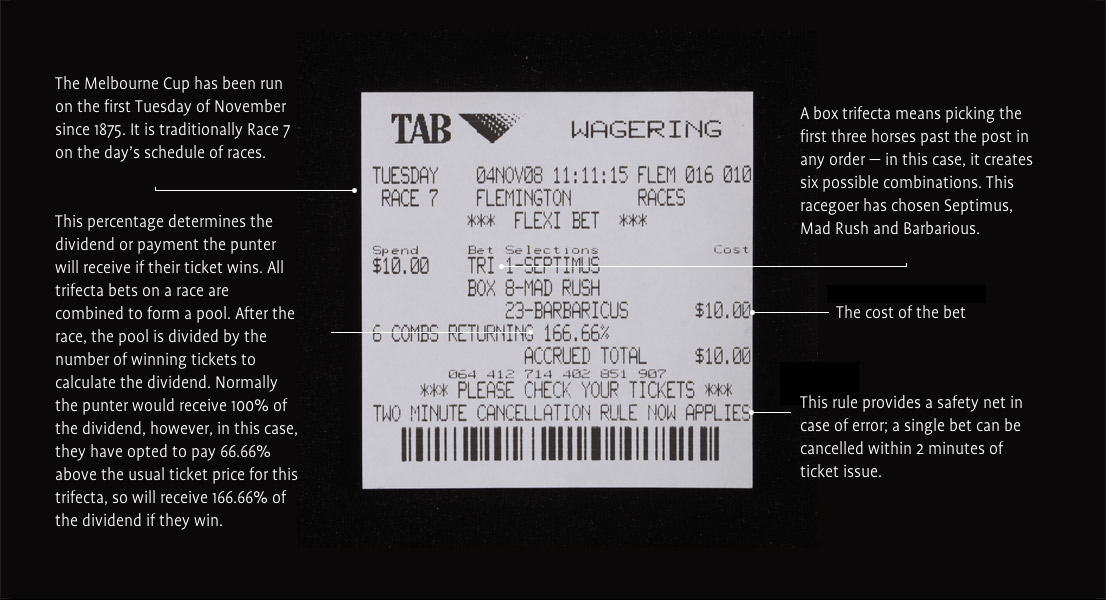 The Melbourne Cup has been run
on the first Tuesday of November
since 1875. It is traditionally Race 7
on the day's schedule of races.
This percentage determines the
dividend or payment the punter
will receive if their ticket wins. All
trifecta bets on a race are
combined to form a pool. After the
race, the pool is divided by the
number of winning tickets to
calculate the dividend. Normally
the punter would receive 100% of
the dividend, however, in this case,
they have opted to pay 66.66%
above the usual ticket price for this
trifecta, so will receive 166.66% of
the dividend if they win.
TAB WAGERING
TUESDAY 04NOV08 11:11:15 FLEM 016 010
RACE 7 FLEMINGTON RACES
*** FLEXI BET ***
Spend Bet Selections Cost
$10.00 TRI 1-SEPTIMUS
BOX 8-MAD RUSH
23-BARBARICUS $10.00
6 COMBS RETURNING 166.66%
ACCRUED TOTAL $10.00
064 412 714 402 851 907
*** PLEASE CHECK YOUR TICKETS ***
TWO MINUTE CANCELLATION RULE NOW APPLIES
A box trifecta means picking the
first three horses past the post in
any order — in this case, it creates
six possible combinations. This
racegoer has chosen Septimus,
Mad Rush and Barbarious.
The cost of the bet
This rule provides a safety net in
case of error; a single bet can be
cancelled within 2 minutes of
ticket issue.